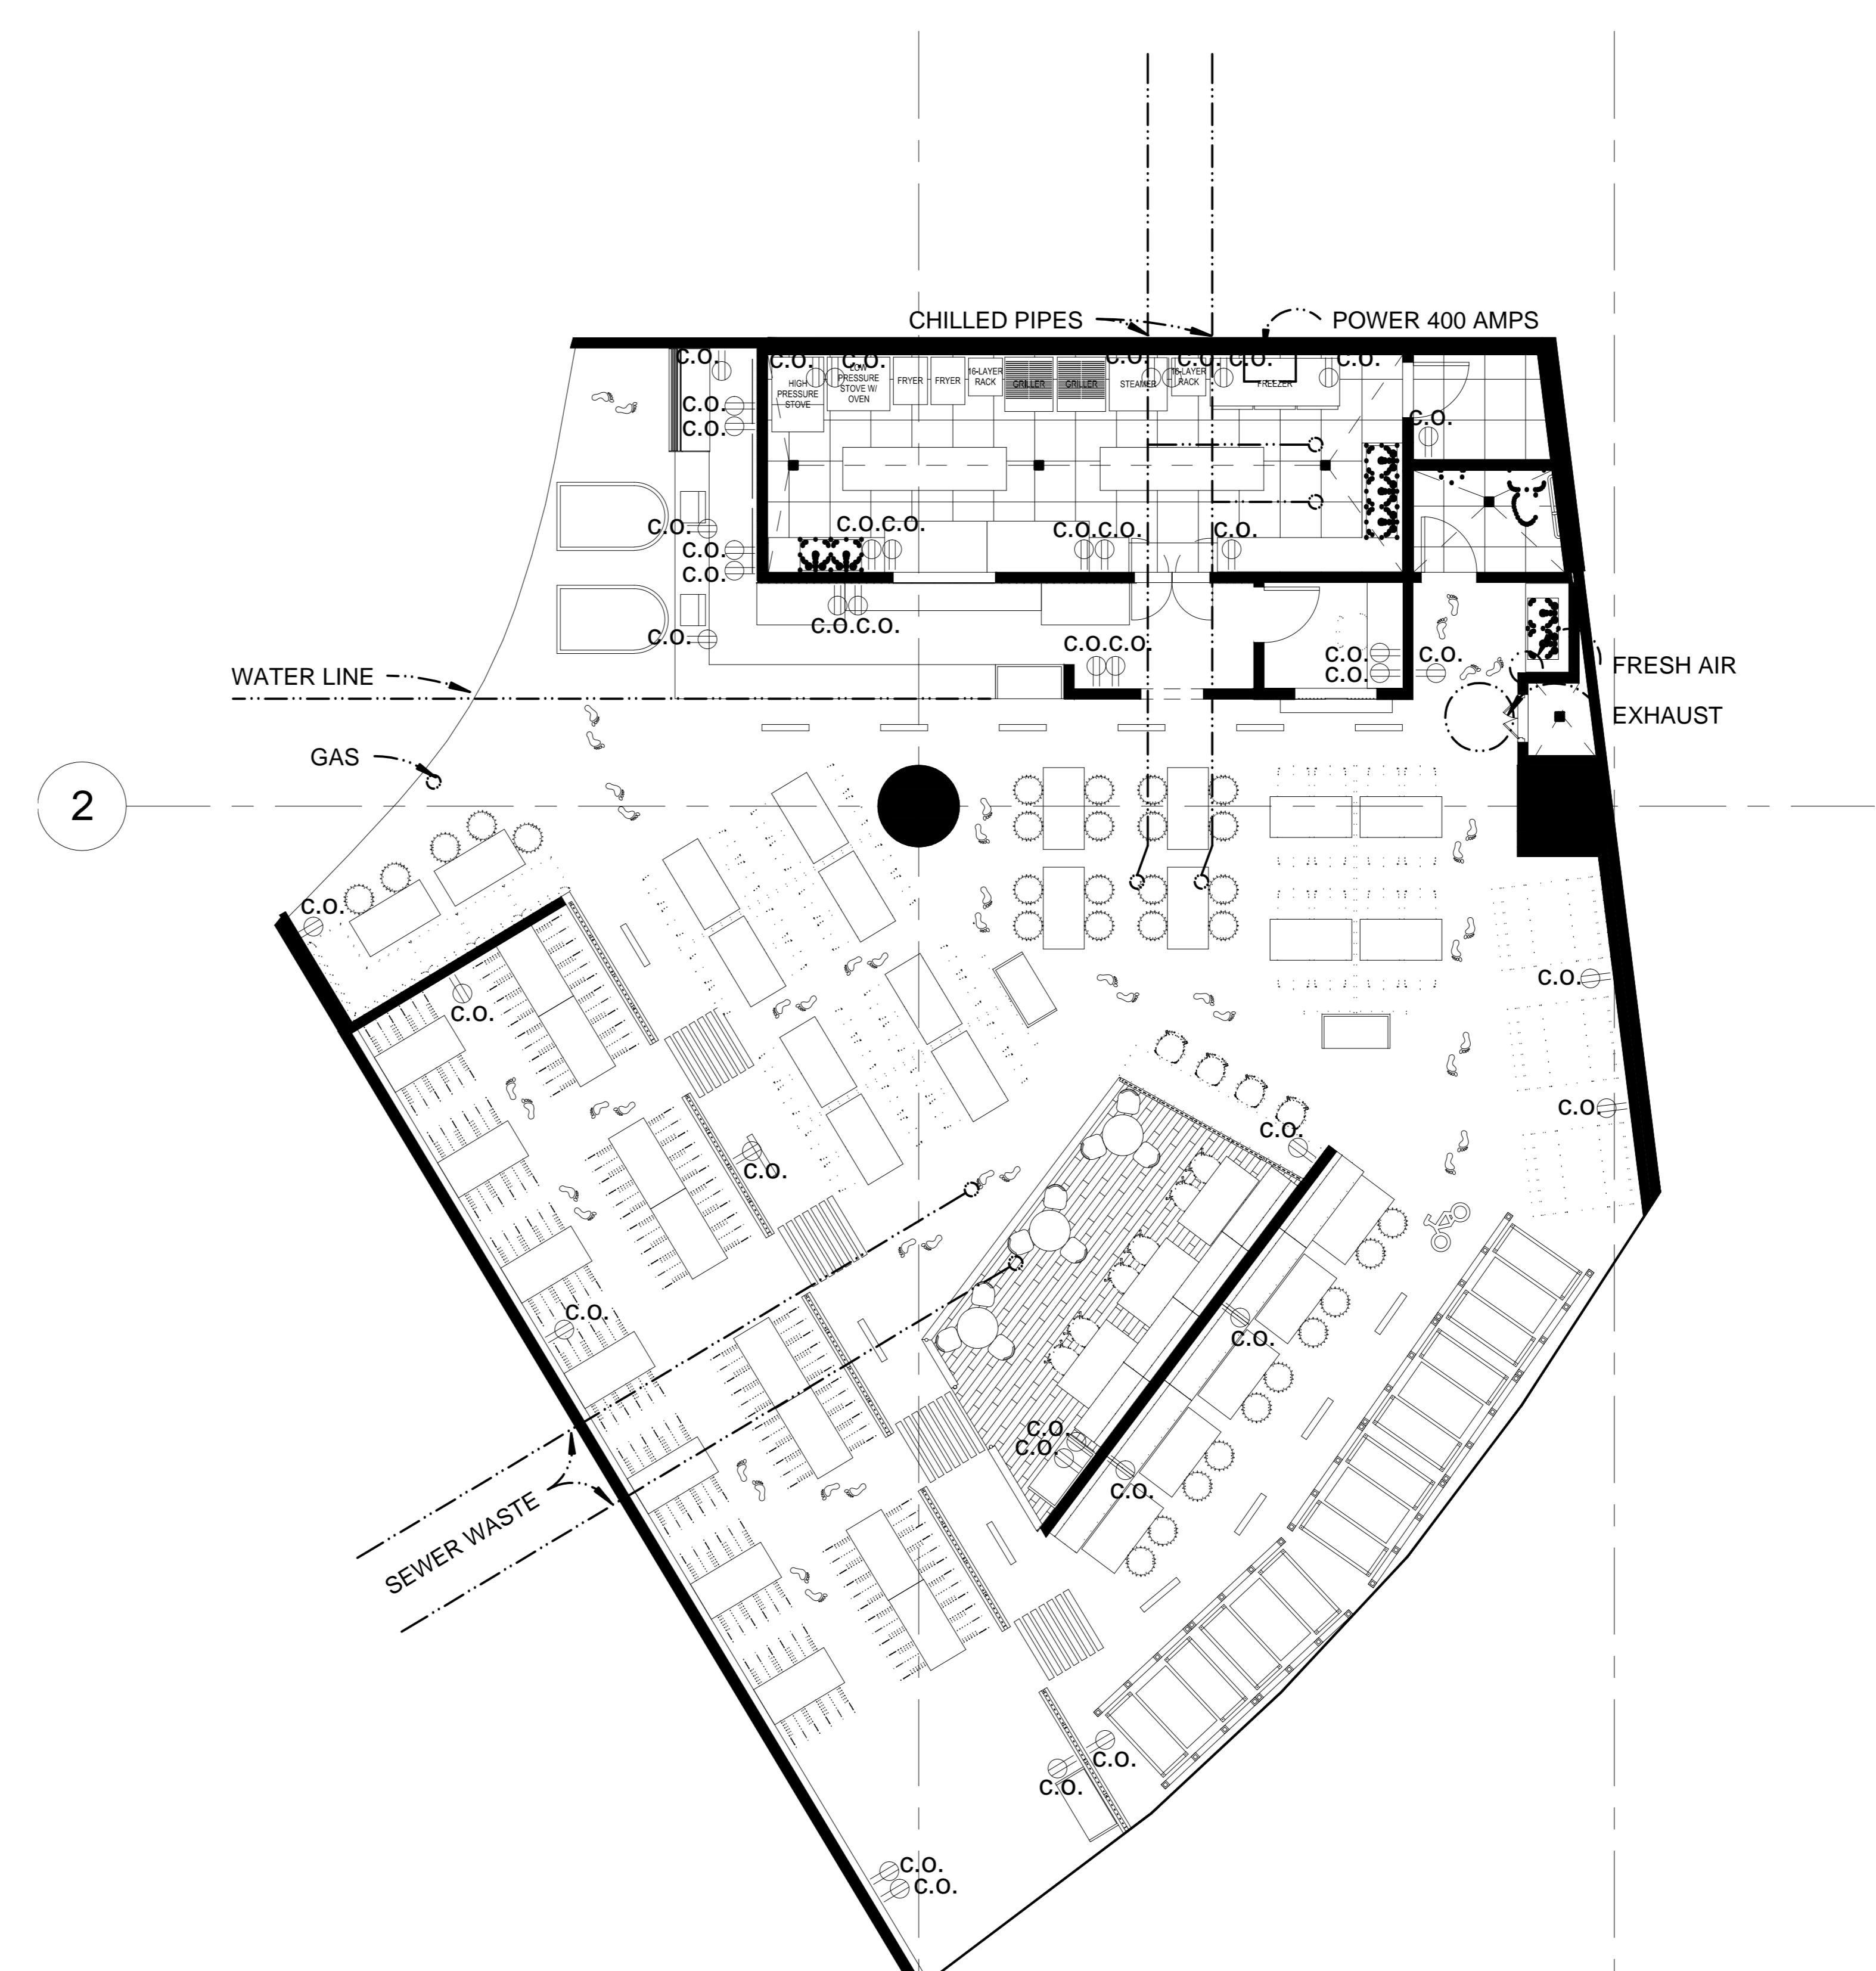 CHILLED PIPES
POWER 400 AMPS
C.O.
C.O.
C.O.
C.O.
C.O.
C.O.
C.O.
HIGH
PRESSURE
STOVE
LOW
PRESSURE
STOVE W/
OVEN
FRYER
FRYER
16-LAYER
RACK
GRILLER
GRILLER
STEAMER
16-LAYER
RACK
FREEZER
C.O.
C.O.
C.O.
C.O.
C.O.C.O.
C.O.C.O.
C.O.
C.O.
C.O.
C.O.
C.O.C.O.
C.O.C.O.
C.O.
C.O.
C.O.
WATER LINE
FRESH AIR
EXHAUST
GAS
2
C.O.
C.O.
C.O.
C.O.
C.O.
C.O.
C.O.
C.O.
C.O.
C.O.
C.O.
SEWER WASTE
C.O.
C.O.
C.O.
C.O.
C.O.